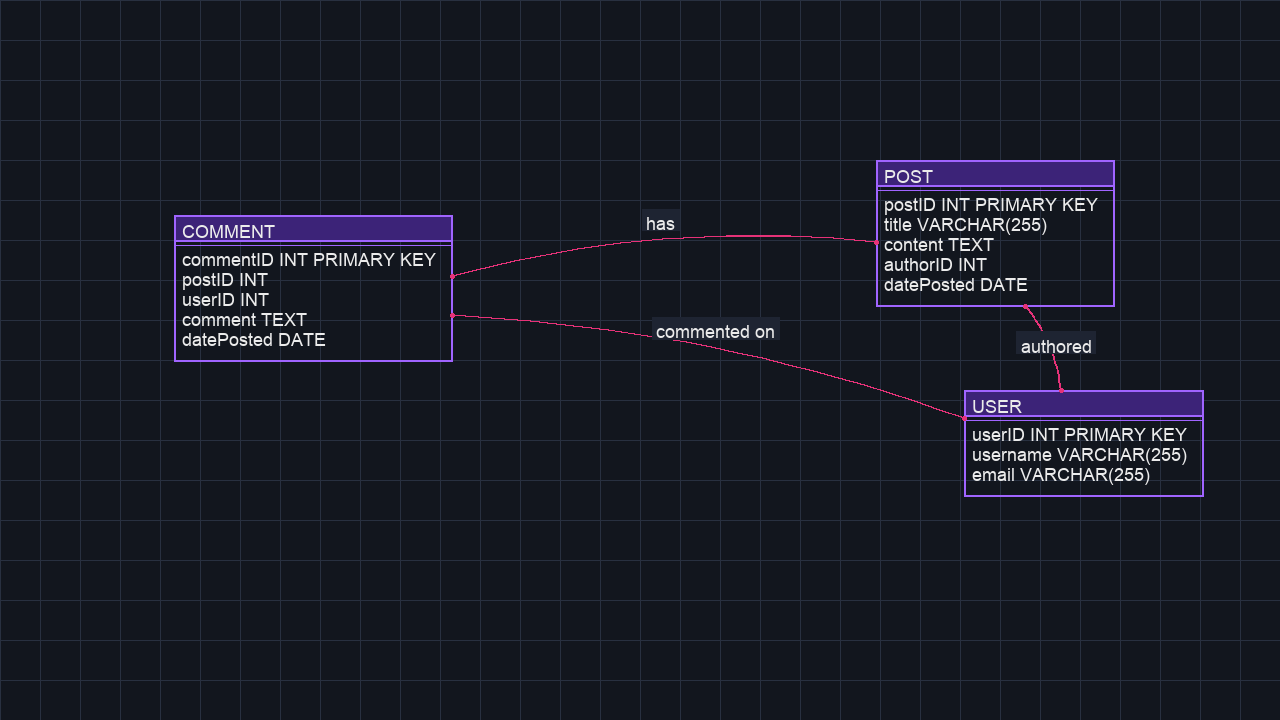 POST
postID INT PRIMARY KEY
title VARCHAR(255)
content TEXT
authorID INT
datePosted DATE
COMMENT
commentID INT PRIMARY KEY
postID INT
userID INT
comment TEXT
datePosted DATE
has
commented on
authored
USER
userID INT PRIMARY KEY
username VARCHAR(255)
email VARCHAR(255)